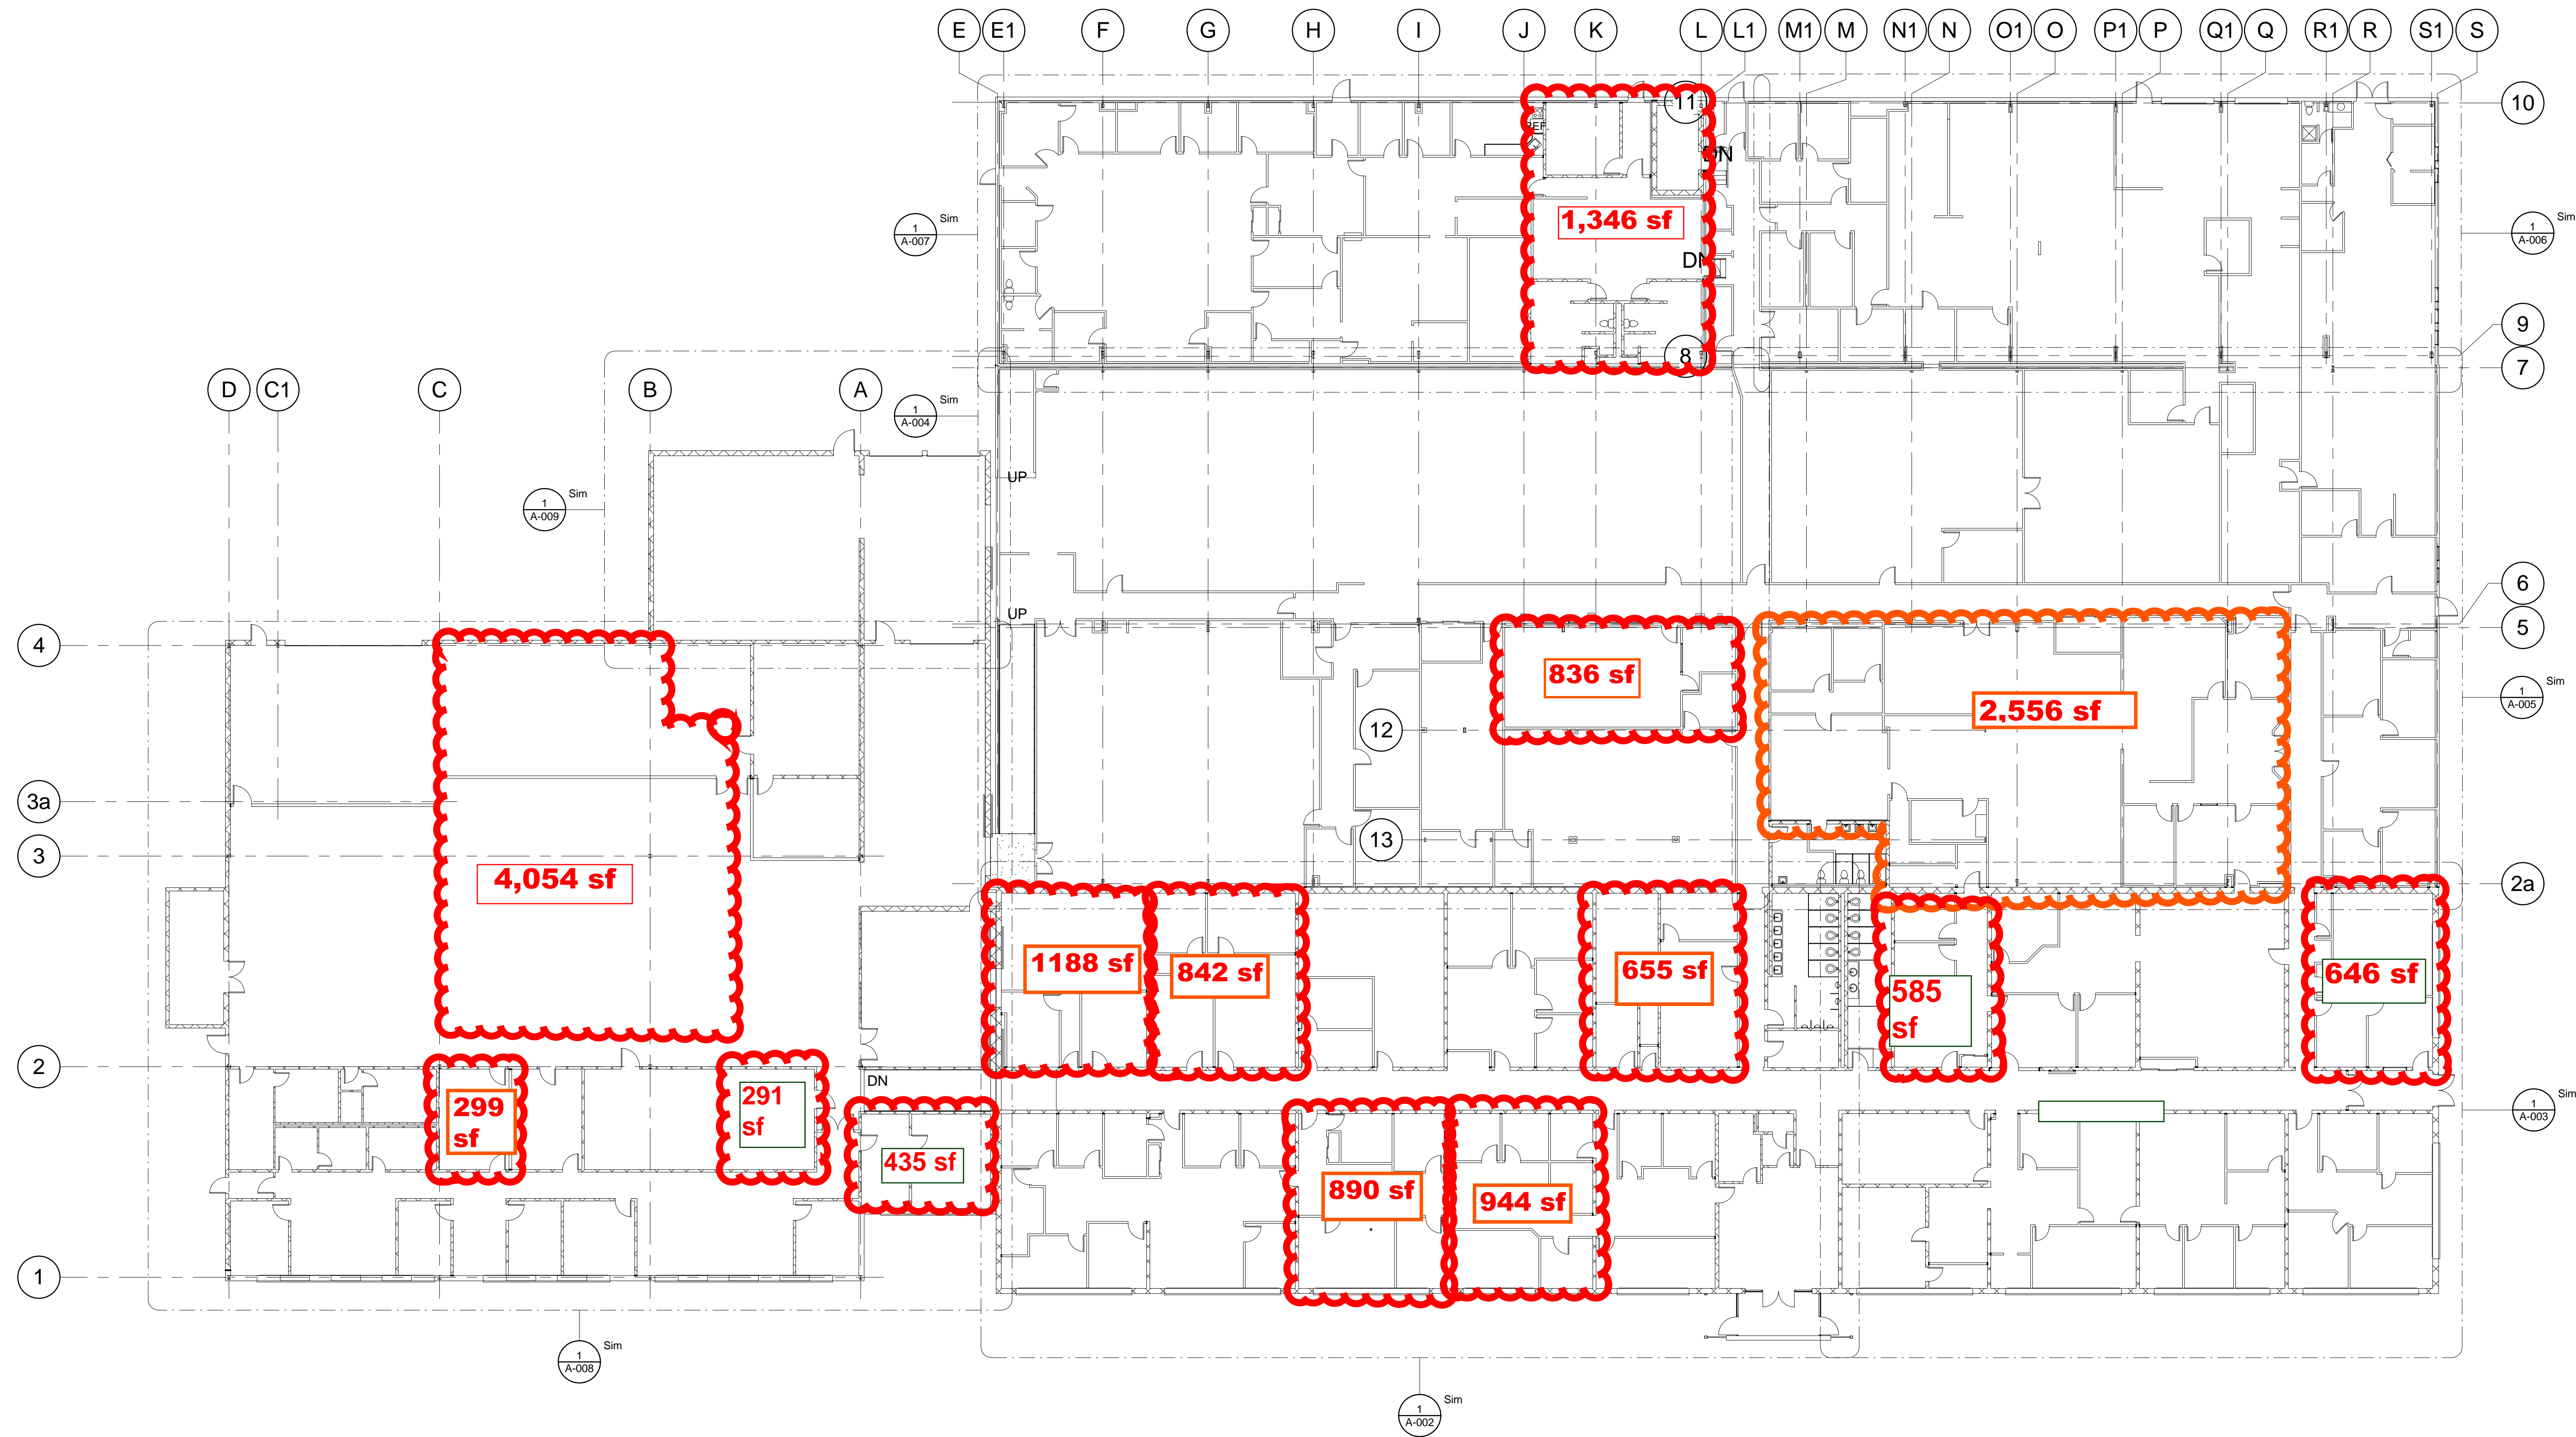 E E1 F G H I J K L L1 M1 M N1 N O1 O P1 P Q1 Q R1 R S1 S
11
10
REF.
DN
1,346 sf
1
A-007
Sim
1
A-006
Sim
DN
9
8
7
D C1 C B A
1
A-004
Sim
UP
1
A-009
Sim
6
UP
5
4
836 sf
2,556 sf
1
A-005
Sim
12
3a
13
3
4,054 sf
2a
1188 sf
842 sf
655 sf
585
sf
646 sf
2
DN
299
sf
291
sf
435 sf
1
A-003
Sim
890 sf
944 sf
1
1
A-008
Sim
1
A-002
Sim